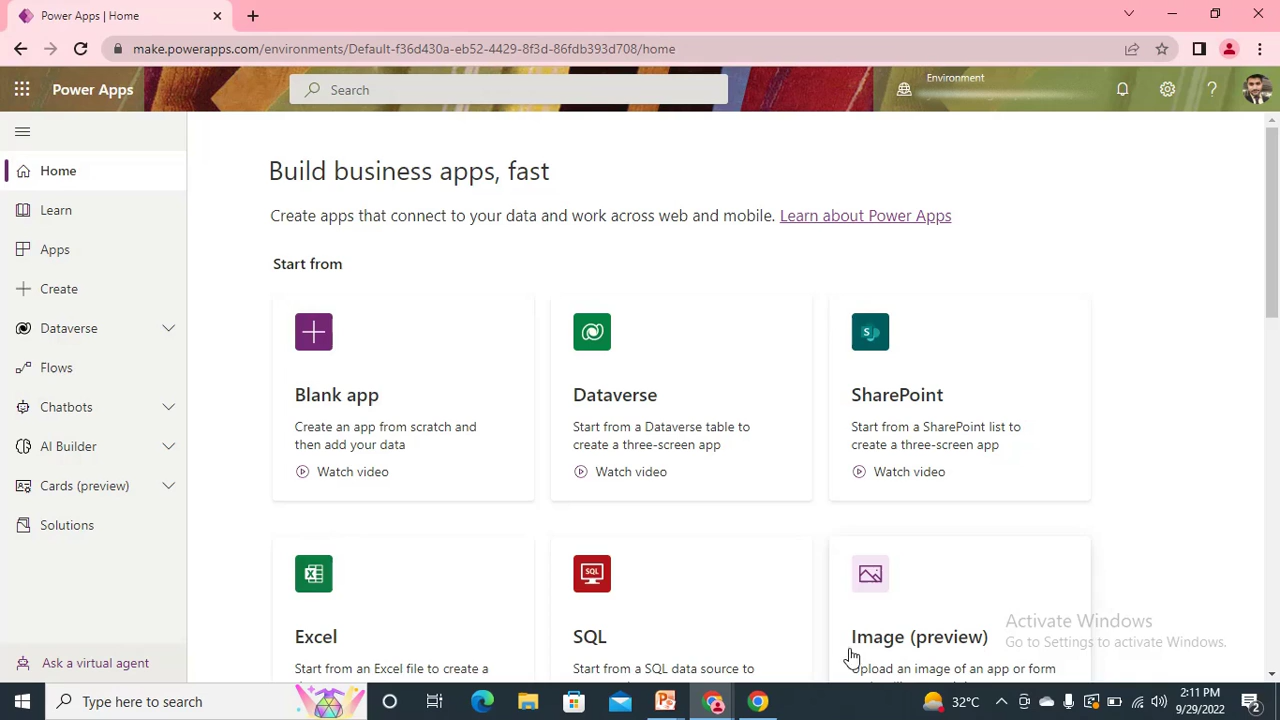 Power Apps | Home
make.powerapps.com/environments/Default-f36d430a-eb52-4429-8f3d-86fdb393d708/home
Power Apps
Search
Environment
Home
Learn
Apps
Create
Dataverse
Flows
Chatbots
AI Builder
Cards (preview)
Solutions
Ask a virtual agent
Build business apps, fast
Create apps that connect to your data and work across web and mobile. Learn about Power Apps
Start from
Blank app
Create an app from scratch and
then add your data
Watch video
Dataverse
Start from a Dataverse table to
create a three-screen app
Watch video
S
SharePoint
Start from a SharePoint list to
create a three-screen app
Watch video
Excel
Start from an Excel file to create a
SQL
SQL
Start from a SQL data source to
Image (preview)
Upload an image of an app or form
Activate Windows
Go to Settings to activate Windows.
Type here to search
32°C
2:11 PM
9/29/2022
2